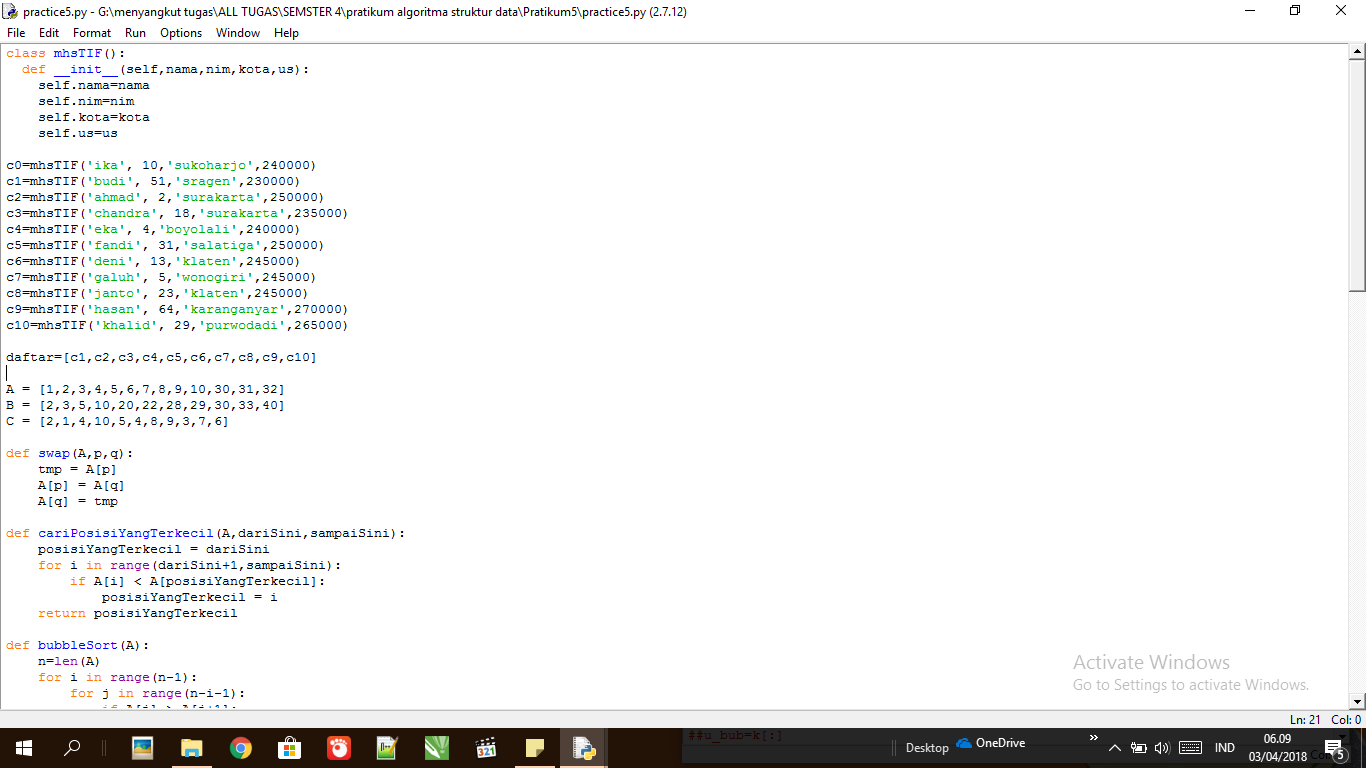 practice5.py - G:\menyangkut tugas\ALL TUGAS\SEMSTER 4\pratikum algoritma struktur data\Pratikum5\practice5.py (2.7.12)
File Edit Format Run Options Window Help
class mhsTIF():
  def __init__(self,nama,nim,kota,us):
    self.nama=nama
    self.nim=nim
    self.kota=kota
    self.us=us
c0=mhsTIF('ika', 10,'sukoharjo',240000)
c1=mhsTIF('budi', 51,'sragen',230000)
c2=mhsTIF('ahmad', 2,'surakarta',250000)
c3=mhsTIF('chandra', 18,'surakarta',235000)
c4=mhsTIF('eka', 4,'boyolali',240000)
c5=mhsTIF('fandi', 31,'salatiga',250000)
c6=mhsTIF('deni', 13,'klaten',245000)
c7=mhsTIF('galuh', 5,'wonogiri',245000)
c8=mhsTIF('janto', 23,'klaten',245000)
c9=mhsTIF('hasan', 64,'karanganyar',270000)
c10=mhsTIF('khalid', 29,'purwodadi',265000)
daftar=[c1,c2,c3,c4,c5,c6,c7,c8,c9,c10]
A = [1,2,3,4,5,6,7,8,9,10,30,31,32]
B = [2,3,5,10,20,22,28,29,30,33,40]
C = [2,1,4,10,5,4,8,9,3,7,6]
def swap(A,p,q):
    tmp = A[p]
    A[p] = A[q]
    A[q] = tmp
def cariPosisiYangTerkecil(A,dariSini,sampaiSini):
    posisiYangTerkecil = dariSini
    for i in range(dariSini+1,sampaiSini):
        if A[i] < A[posisiYangTerkecil]:
            posisiYangTerkecil = i
    return posisiYangTerkecil
def bubbleSort(A):
    n=len(A)
    for i in range(n-1):
        for j in range(n-i-1):
Activate Windows
Go to Settings to activate Windows.
Ln: 21 Col: 0
##u_bub=k[:]
321
Desktop
OneDrive
IND
06.09
03/04/2018
5